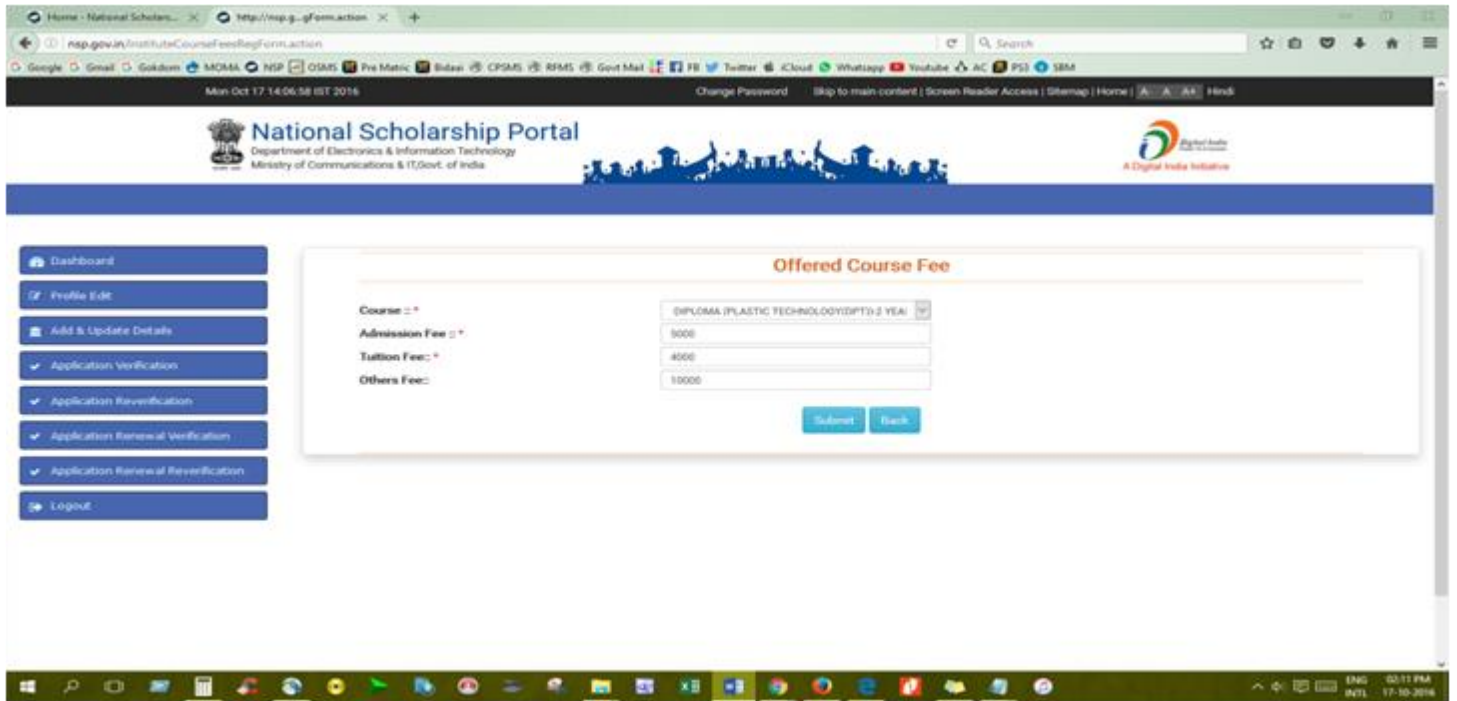 Home - National Scholars...
http://nsp.g...gForm.action
nsp.gov.in/instituteCourseFeesRegForm.action
Search
Google Gmail Gokdom MOMA NSP OSMS Pre Matric CPSMS RFMS Govt Mail FB Twitter iCloud Whatsapp Youtube AC PS3 SBM
Mon Oct 17 14:06:58 IST 2016
Change Password Skip to main content | Screen Reader Access | Sitemap | Home | A- A A+ Hindi
National Scholarship Portal
Department of Electronics & Information Technology
Ministry of Communications & IT,Govt. of India
Digital India
A Digital India Initiative
Dashboard
Profile Edit
Add & Update Details
Application Verification
Application Reverification
Application Renewal Verification
Application Renewal Reverification
Logout
Offered Course Fee
Course :: * DIPLOMA (PLASTIC TECHNOLOGY(DPT))-2 YEA
Admission Fee :: * 5000
Tuition Fee:: * 4000
Others Fee:: 10000
Submit Back
ENG 02:11 PM
INTL 17-10-2016